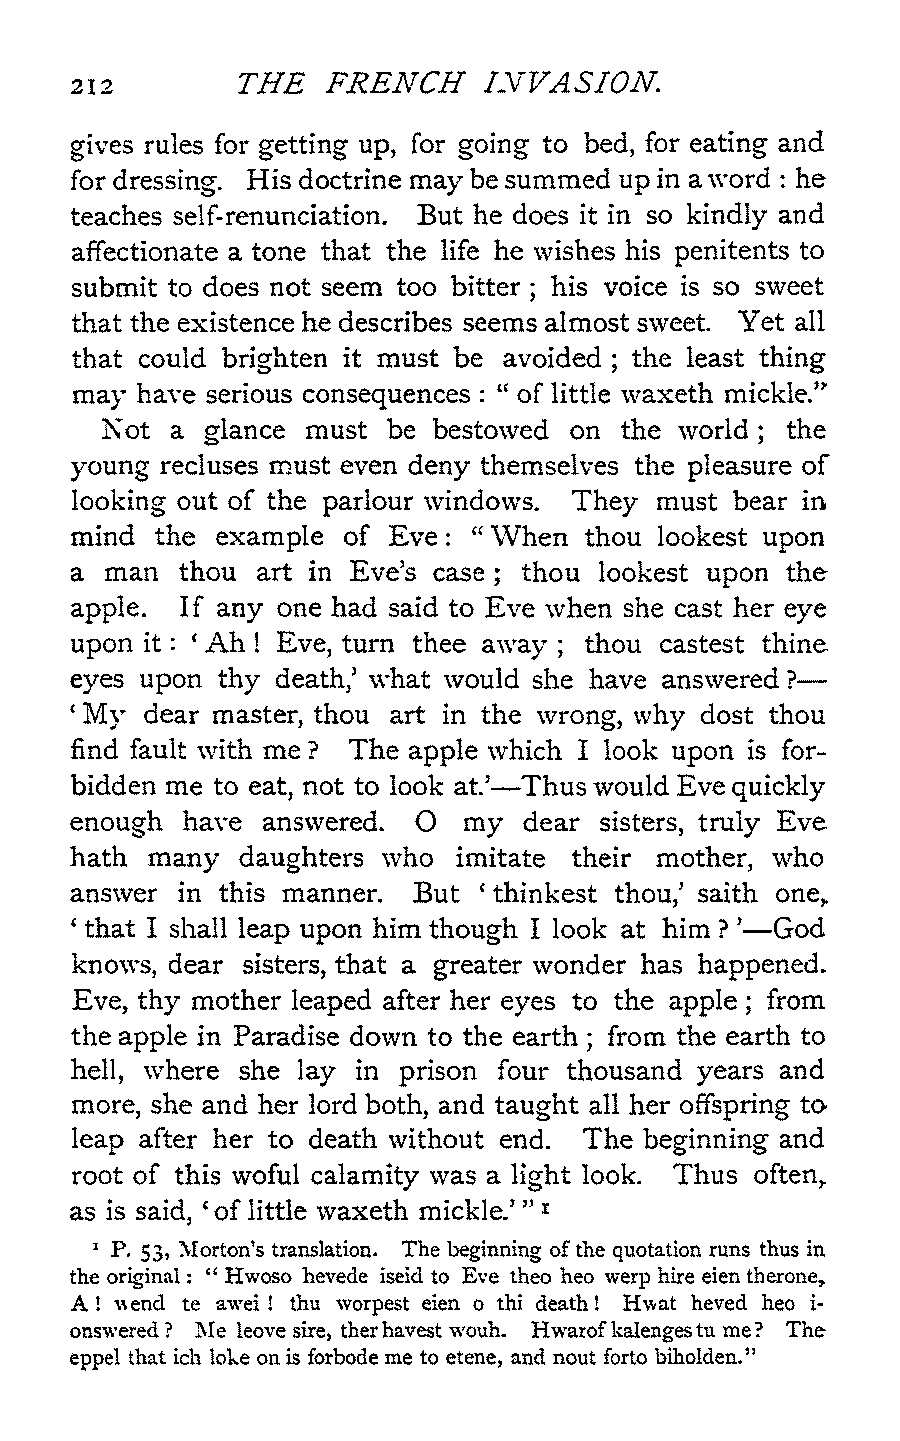 212 THE FRENCH INVASION.
gives rules for getting up, for going to bed, for eating and
for dressing. His doctrine may be summed up in a word : he
teaches self-renunciation. But he does it in so kindly and
affectionate a tone that the life he wishes his penitents to
submit to does not seem too bitter ; his voice is so sweet
that the existence he describes seems almost sweet. Yet all
that could brighten it must be avoided ; the least thing
may have serious consequences : “ of little waxeth mickle.”
Not a glance must be bestowed on the world ; the
young recluses must even deny themselves the pleasure of
looking out of the parlour windows. They must bear in
mind the example of Eve : “ When thou lookest upon
a man thou art in Eve's case ; thou lookest upon the
apple. If any one had said to Eve when she cast her eye
upon it : ‘ Ah ! Eve, turn thee away ; thou castest thine
eyes upon thy death,’ what would she have answered ?—
‘ My dear master, thou art in the wrong, why dost thou
find fault with me ? The apple which I look upon is for-
bidden me to eat, not to look at.’—Thus would Eve quickly
enough have answered. O my dear sisters, truly Eve
hath many daughters who imitate their mother, who
answer in this manner. But ‘ thinkest thou,’ saith one,
‘ that I shall leap upon him though I look at him ? ’—God
knows, dear sisters, that a greater wonder has happened.
Eve, thy mother leaped after her eyes to the apple ; from
the apple in Paradise down to the earth ; from the earth to
hell, where she lay in prison four thousand years and
more, she and her lord both, and taught all her offspring to
leap after her to death without end. The beginning and
root of this woful calamity was a light look. Thus often,
as is said, ‘ of little waxeth mickle.’ ” 1
1 P. 53, Morton's translation. The beginning of the quotation runs thus in
the original : “ Hwoso hevede iseid to Eve theo heo werp hire eien therone,
A ! wend te awei ! thu worpest eien o thi death ! Hwat heved heo i-
onswered ? Me leove sire, ther havest wouh. Hwarof kalenges tu me ? The
eppel that ich loke on is forbode me to etene, and nout forto biholden.”